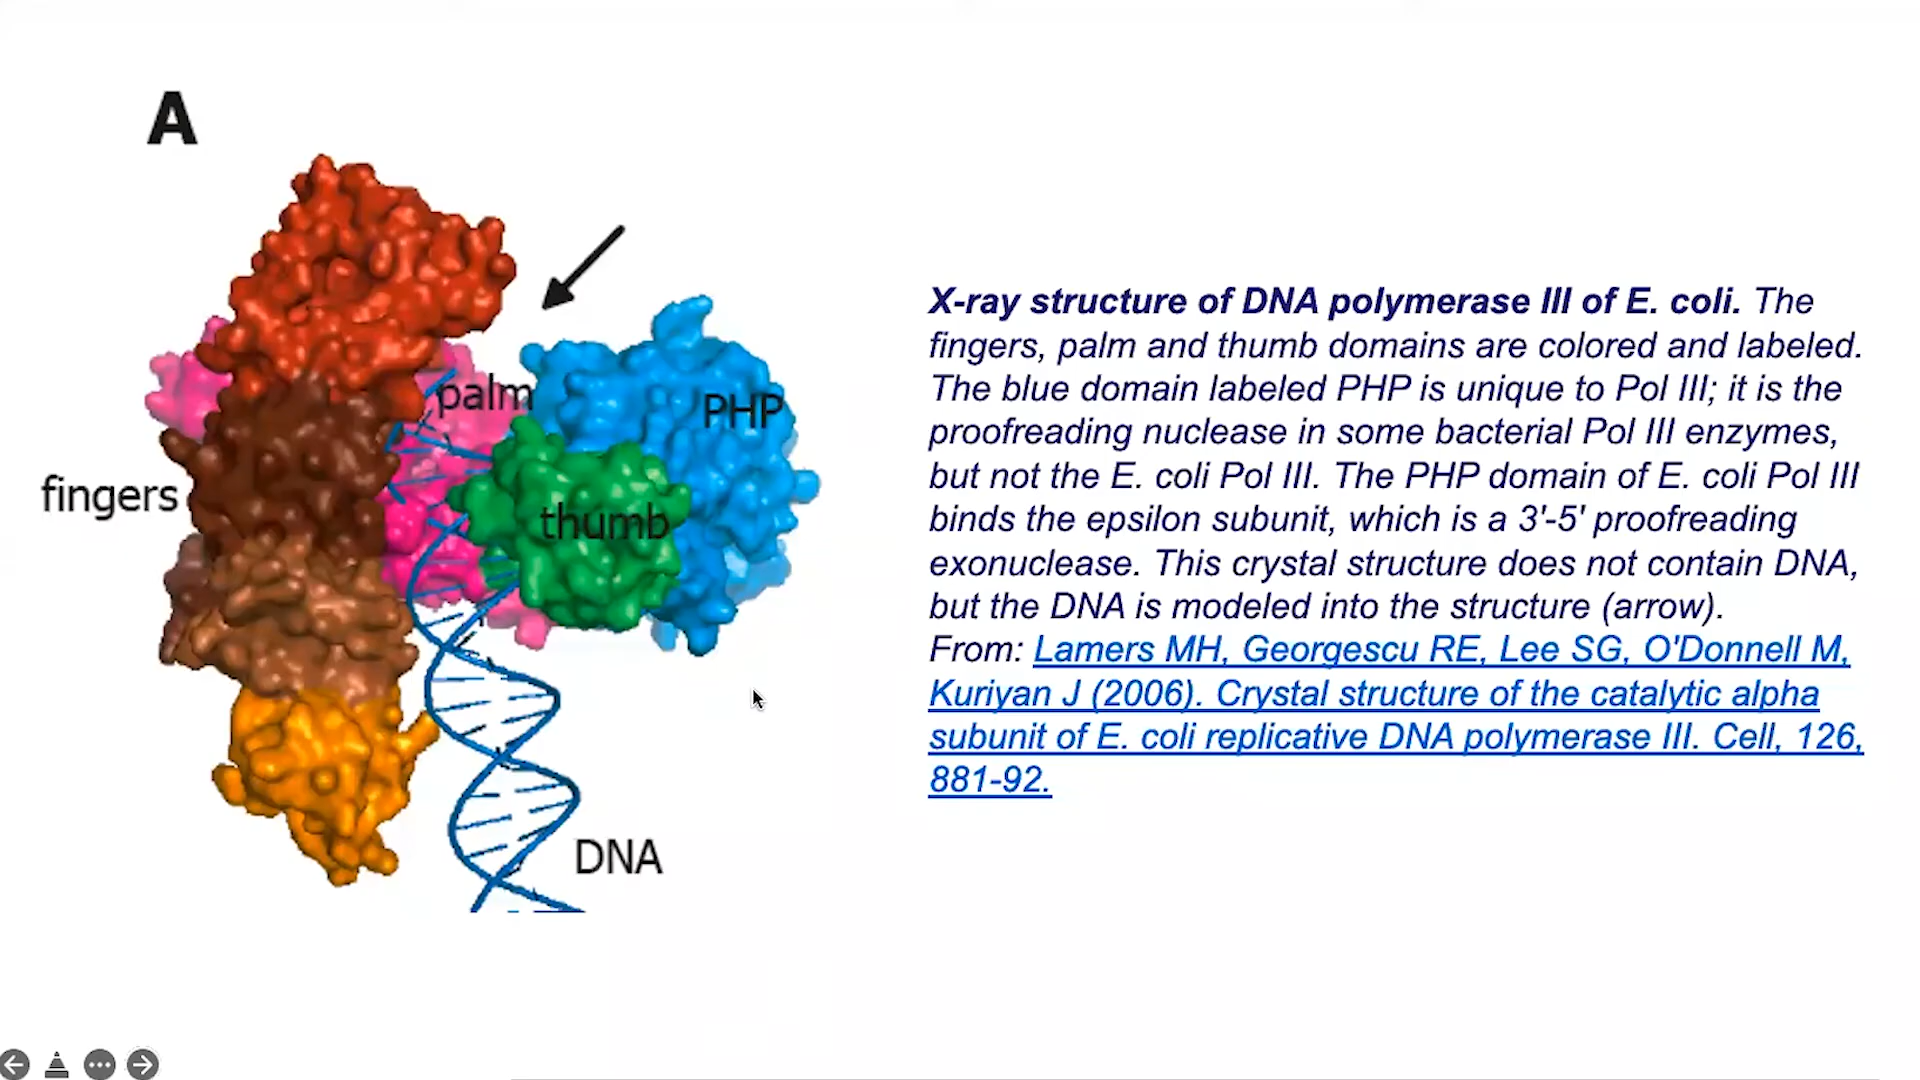 A
palm
PHP
fingers
thumb
DNA
X-ray structure of DNA polymerase III of E. coli. The
fingers, palm and thumb domains are colored and labeled.
The blue domain labeled PHP is unique to Pol III; it is the
proofreading nuclease in some bacterial Pol III enzymes,
but not the E. coli Pol III. The PHP domain of E. coli Pol III
binds the epsilon subunit, which is a 3'-5' proofreading
exonuclease. This crystal structure does not contain DNA,
but the DNA is modeled into the structure (arrow).
From: Lamers MH, Georgescu RE, Lee SG, O'Donnell M,
Kuriyan J (2006). Crystal structure of the catalytic alpha
subunit of E. coli replicative DNA polymerase III. Cell, 126,
881-92.